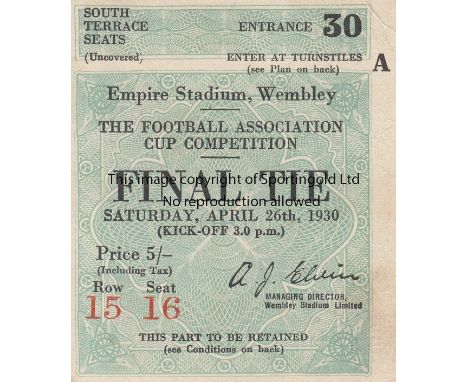 SOUTH
TERRACE
SEATS
(Uncovered)
ENTRANCE 30
ENTER AT TURNSTILES
(see Plan on back)
A
Empire Stadium, Wembley
THE FOOTBALL ASSOCIATION
CUP COMPETITION
FINAL TIE
This image copyright of Sportingold Ltd
No reproduction allowed
SATURDAY, APRIL 26th, 1930
(KICK-OFF 3.0 p.m.)
Price 5/-
(Including Tax)
Row Seat
15 16
A. J. Elvin
MANAGING DIRECTOR,
Wembley Stadium Limited
THIS PART TO BE RETAINED
(see Conditions on back)